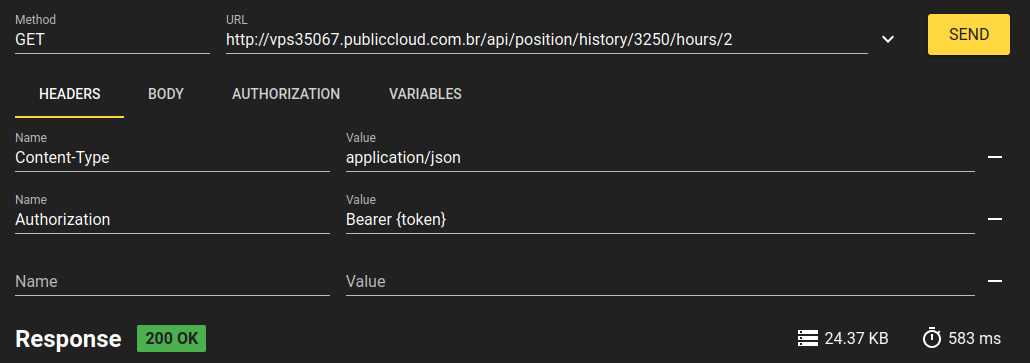 Method
GET
URL
http://vps35067.publiccloud.com.br/api/position/history/3250/hours/2
SEND
HEADERS BODY AUTHORIZATION VARIABLES
Name Value
Content-Type application/json
Name Value
Authorization Bearer {token}
Name Value
Response 200 OK 24.37 KB 583 ms